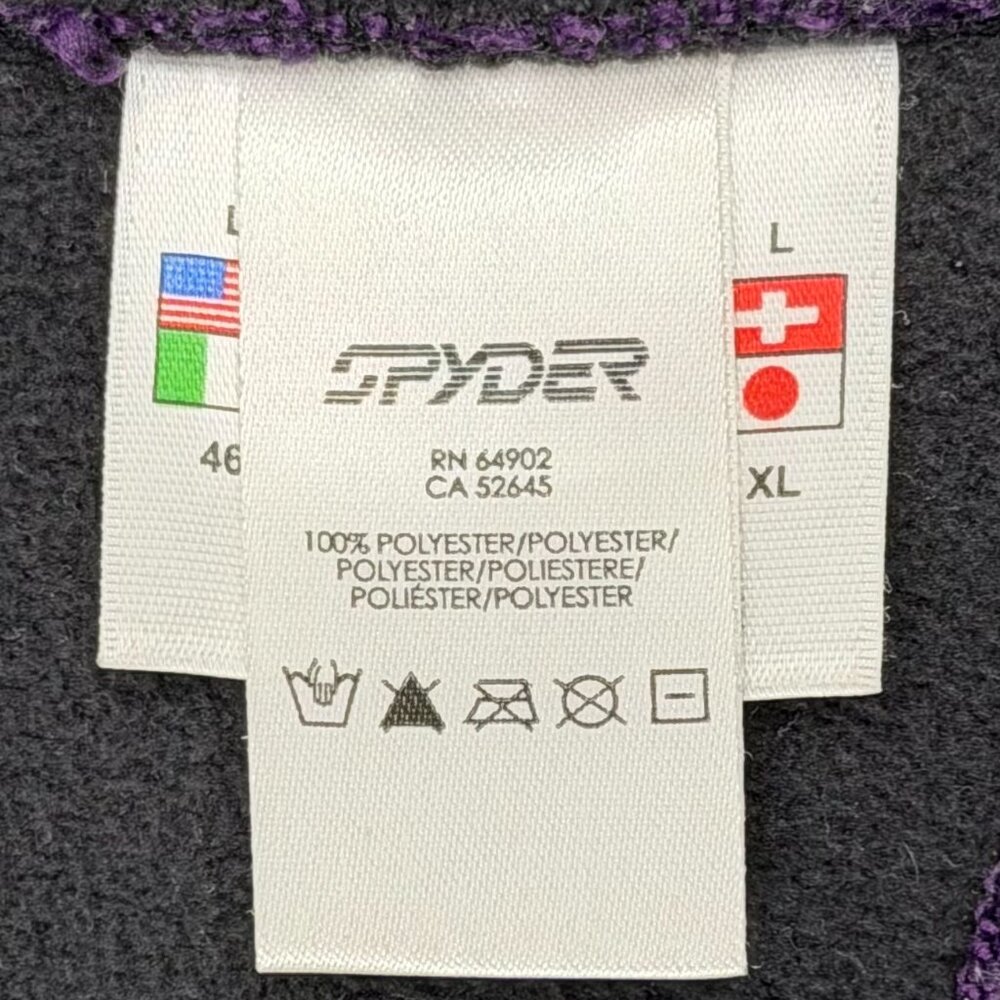 L
SPYDER
RN 64902
CA 52645
46
XL
100% POLYESTER/POLYESTER/
POLYESTER/POLIESTERE/
POLIÉSTER/POLYESTER